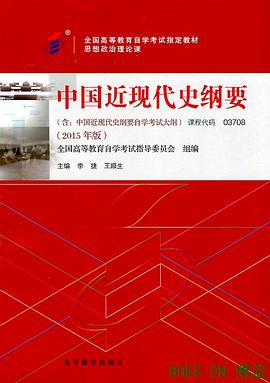 全国高等教育自学考试指定教材
思想政治理论课
中国近现代史纲要
(含:中国近现代史纲要自学考试大纲) 课程代码 03708
(2015年版)
全国高等教育自学考试指导委员会 组编
主编 李 捷 王顺生
高等教育出版社